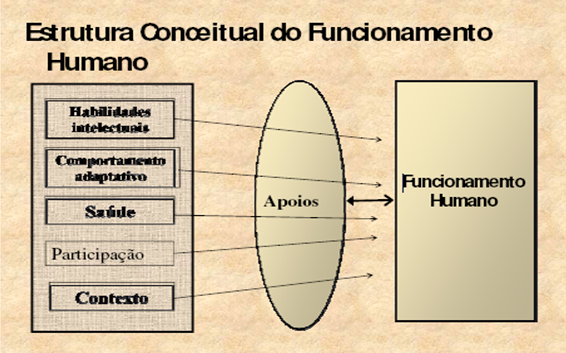 Estrutura Conceitual do Funcionamento
Humano
Habilidades
intelectuais
Comportamento
adaptativo
Saúde
Participação
Contexto
Apoios
Funcionamento
Humano